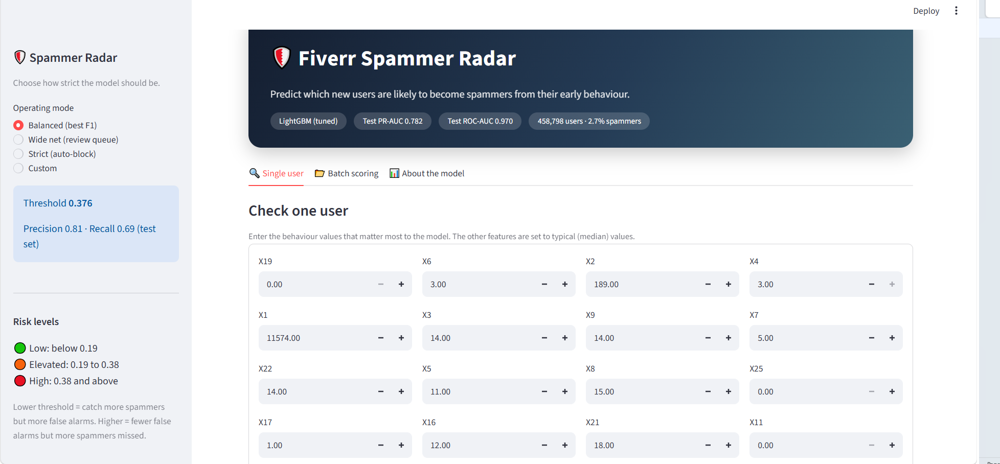 Deploy
Spammer Radar
Choose how strict the model should be.
Operating mode
Balanced (best F1)
Wide net (review queue)
Strict (auto-block)
Custom
Threshold 0.376
Precision 0.81 · Recall 0.69 (test
set)
Risk levels
Low: below 0.19
Elevated: 0.19 to 0.38
High: 0.38 and above
Lower threshold = catch more spammers
but more false alarms. Higher = fewer false
alarms but more spammers missed.
Fiverr Spammer Radar
Predict which new users are likely to become spammers from their early behaviour.
LightGBM (tuned) Test PR-AUC 0.782 Test ROC-AUC 0.970 458,798 users · 2.7% spammers
Single user Batch scoring About the model
Check one user
Enter the behaviour values that matter most to the model. The other features are set to typical (median) values.
X19 X6 X2 X4
0.00 3.00 189.00 3.00
X1 X3 X9 X7
11574.00 14.00 14.00 5.00
X22 X5 X8 X25
14.00 11.00 15.00 0.00
X17 X16 X21 X11
1.00 12.00 18.00 0.00